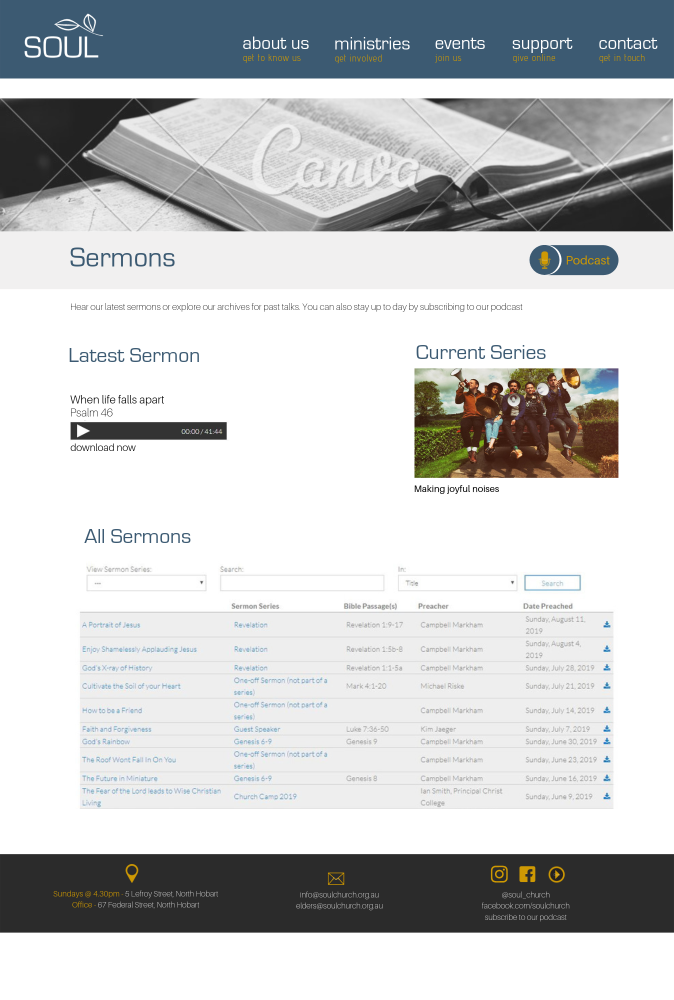 SOUL
about us
get to know us
ministries
get involved
events
join us
support
give online
contact
get in touch
Canva
Sermons
Podcast
Hear our latest sermons or explore our archives for past talks. You can also stay up to day by subscribing to our podcast
Latest Sermon
When life falls apart
Psalm 46
00:00 / 41:44
download now
Current Series
Making joyful noises
All Sermons
View Sermon Series: Search: In:
--- Title Search
Sermon Series Bible Passage(s) Preacher Date Preached
A Portrait of Jesus Revelation Revelation 1:9-17 Campbell Markham Sunday, August 11, 2019
Enjoy Shamelessly Applauding Jesus Revelation Revelation 1:5b-8 Campbell Markham Sunday, August 4, 2019
God's X-ray of History Revelation Revelation 1:1-5a Campbell Markham Sunday, July 28, 2019
Cultivate the Soil of your Heart One-off Sermon (not part of a series) Mark 4:1-20 Michael Riske Sunday, July 21, 2019
How to be a Friend One-off Sermon (not part of a series) Campbell Markham Sunday, July 14, 2019
Faith and Forgiveness Guest Speaker Luke 7:36-50 Kim Jaeger Sunday, July 7, 2019
God's Rainbow Genesis 6-9 Genesis 9 Campbell Markham Sunday, June 30, 2019
The Roof Wont Fall In On You One-off Sermon (not part of a series) Campbell Markham Sunday, June 23, 2019
The Future in Miniature Genesis 6-9 Genesis 8 Campbell Markham Sunday, June 16, 2019
The Fear of the Lord leads to Wise Christian Living Church Camp 2019 Ian Smith, Principal Christ College Sunday, June 9, 2019
Sundays @ 4.30pm - 5 Lefroy Street, North Hobart
Office - 67 Federal Street, North Hobart
info@soulchurch.org.au
elders@soulchurch.org.au
@soul_church
facebook.com/soulchurch
subscribe to our podcast